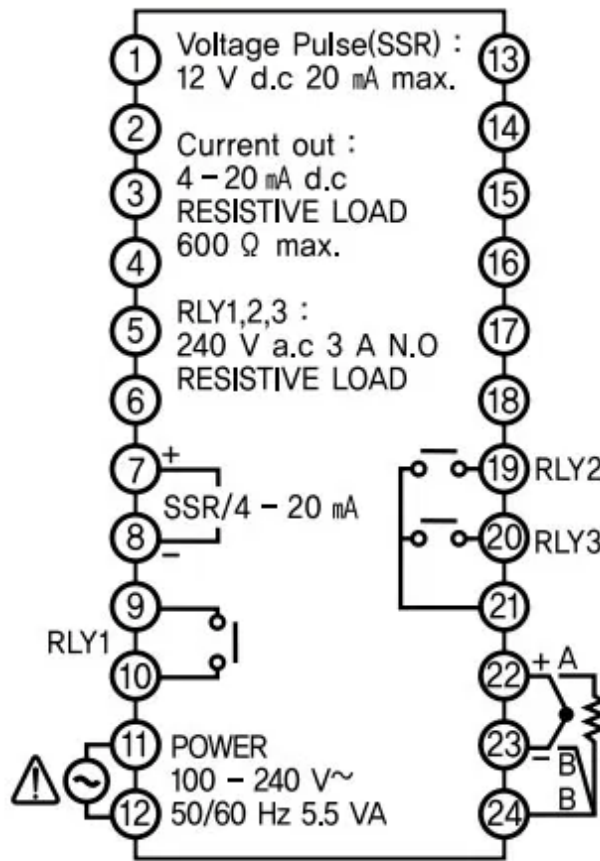 1
Voltage Pulse(SSR) :
12 V d.c 20 mA max.
13
2
14
Current out :
3
4 - 20 mA d.c
15
RESISTIVE LOAD
4
600 Ω max.
16
5
RLY1,2,3 :
17
240 V a.c 3 A N.O
6
RESISTIVE LOAD
18
7
+
19
RLY2
SSR/4 - 20 mA
8
−
20
RLY3
9
21
RLY1
10
22
+ A
11
POWER
23
− B
100 - 240 V~
12
50/60 Hz 5.5 VA
24
B